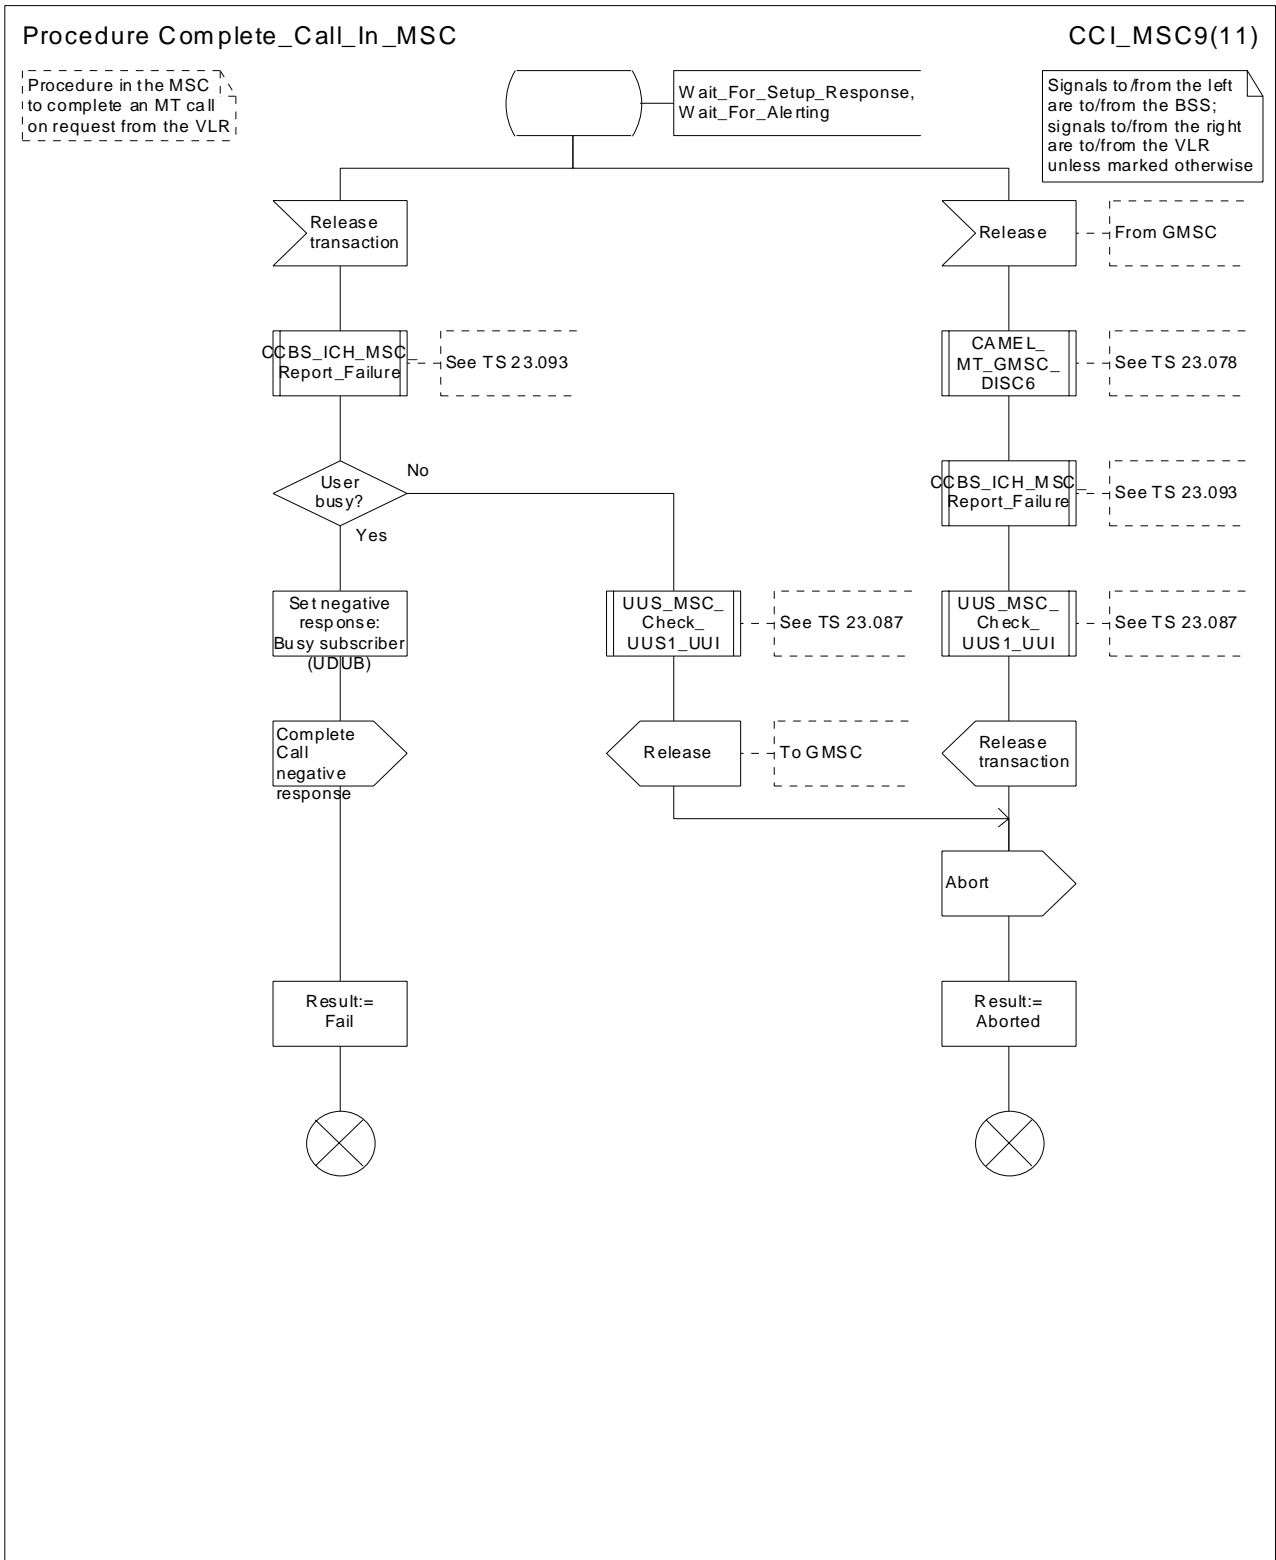 Procedure Complete_Call_In_MSC
CCI_MSC9(11)
Procedure in the MSC
to complete an MT call
on request from the VLR
Wait_For_Setup_Response,
Wait_For_Alerting
Signals to/from the left
are to/from the BSS;
signals to/from the right
are to/from the VLR
unless marked otherwise
Release
transaction
Release
From GMSC
CCBS_ICH_MSC_
Report_Failure
See TS 23.093
CAMEL_
MT_GMSC_
DISC6
See TS 23.078
User
busy?
No
Yes
CCBS_ICH_MSC_
Report_Failure
See TS 23.093
Set negative
response:
Busy subscriber
(UDUB)
UUS_MSC_
Check_
UUS1_UUI
See TS 23.087
UUS_MSC_
Check_
UUS1_UUI
See TS 23.087
Complete
Call
negative
response
Release
To GMSC
Release
transaction
Abort
Result:=
Fail
Result:=
Aborted